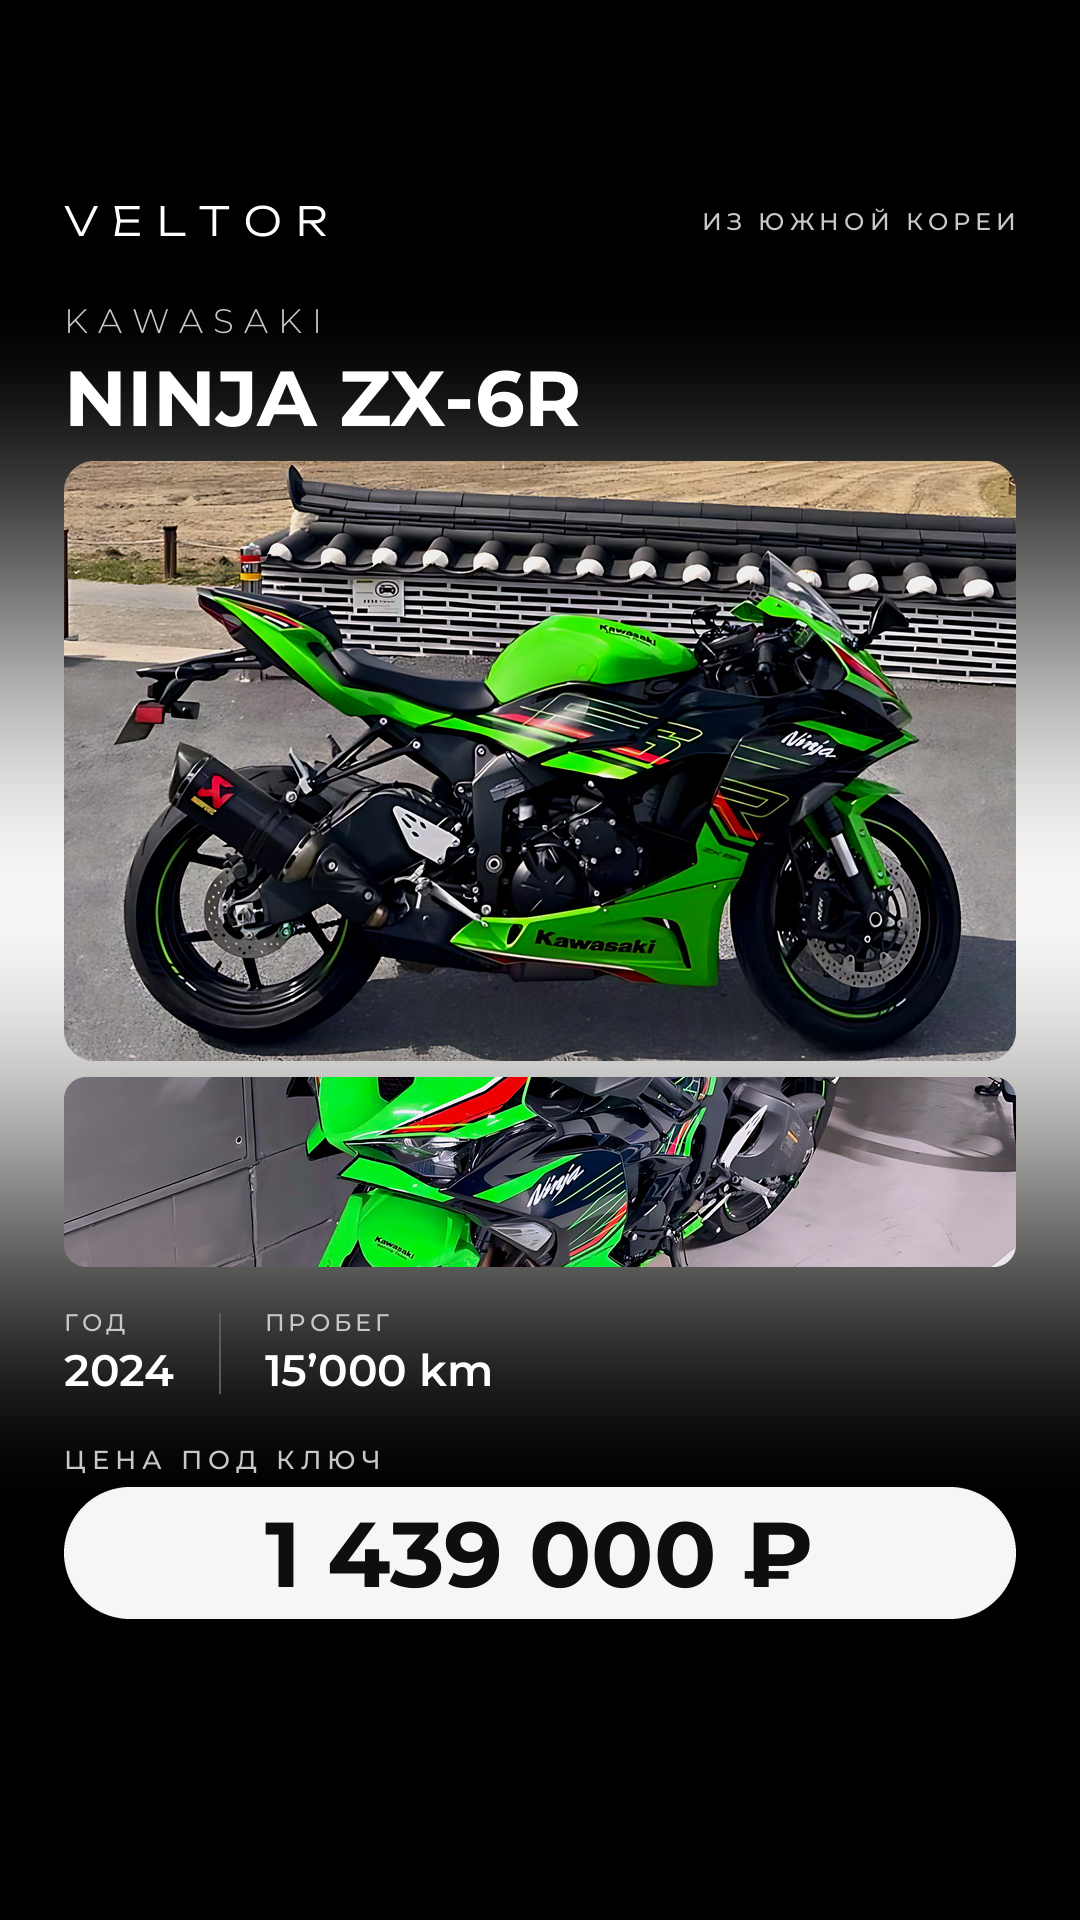 VELTOR
ИЗ ЮЖНОЙ КОРЕИ
KAWASAKI
NINJA ZX-6R
Kawasaki
Ninja
Kawasaki
Ninja
Kawasaki
ГОД
ПРОБЕГ
2024
15’000 km
ЦЕНА ПОД КЛЮЧ
1 439 000 ₽